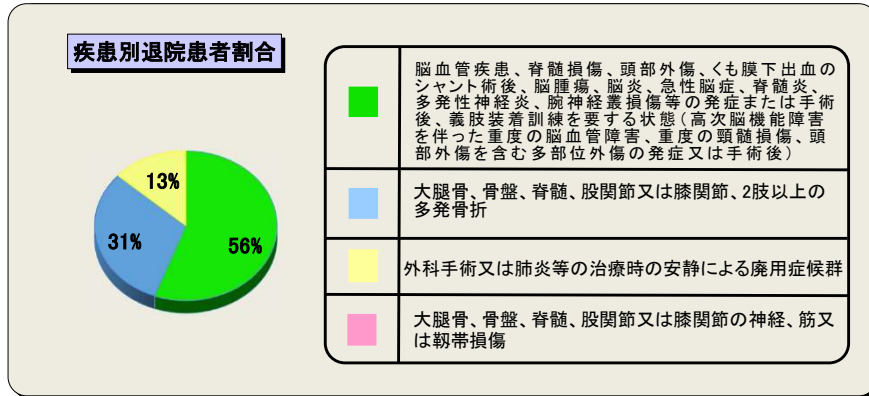 疾患別退院患者割合
13%
31%
56%
脳血管疾患、脊髄損傷、頭部外傷、くも膜下出血の
シャント術後、脳腫瘍、脳炎、急性脳症、脊髄炎、
多発性神経炎、腕神経叢損傷等の発症または手術
後、義肢装着訓練を要する状態(高次脳機能障害
を伴った重度の脳血管障害、重度の頸髄損傷、頭
部外傷を含む多部位外傷の発症又は手術後)
大腿骨、骨盤、脊髄、股関節又は膝関節、2肢以上の
多発骨折
外科手術又は肺炎等の治療時の安静による廃用症候群
大腿骨、骨盤、脊髄、股関節又は膝関節の神経、筋又
は靱帯損傷